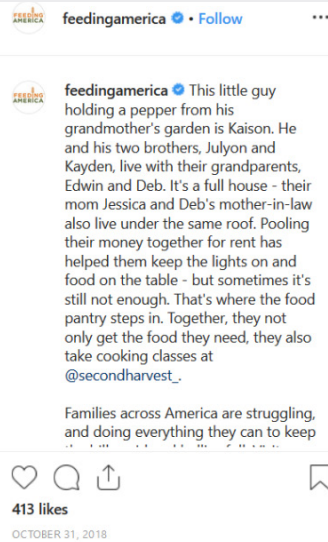 FEEDING
AMERICA
feedingamerica • Follow
FEEDING
AMERICA
feedingamerica This little guy
holding a pepper from his
grandmother's garden is Kaison. He
and his two brothers, Julyon and
Kayden, live with their grandparents,
Edwin and Deb. It's a full house - their
mom Jessica and Deb's mother-in-law
also live under the same roof. Pooling
their money together for rent has
helped them keep the lights on and
food on the table - but sometimes it's
still not enough. That's where the food
pantry steps in. Together, they not
only get the food they need, they also
take cooking classes at
@secondharvest_.
Families across America are struggling,
and doing everything they can to keep
413 likes
OCTOBER 31, 2018